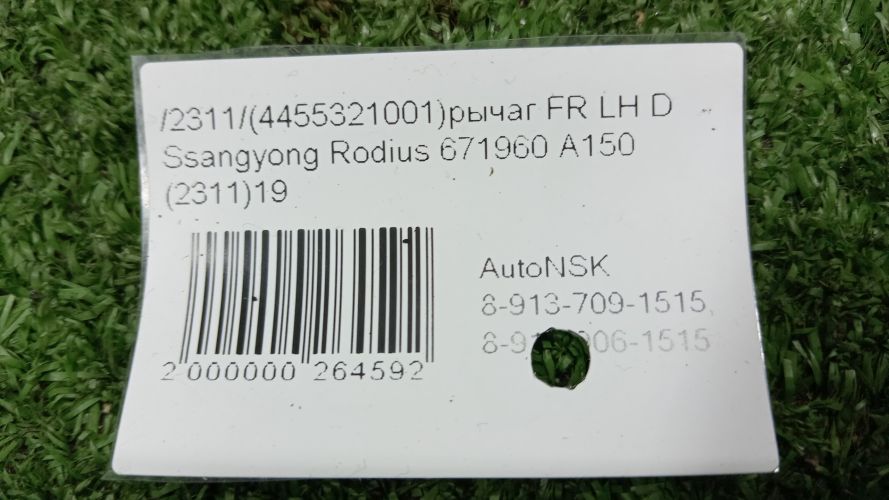 /2311/(4455321001)рычаг FR LH D
Ssangyong Rodius 671960 A150
(2311)19
AutoNSK
8-913-709-1515,
2 000000 264592